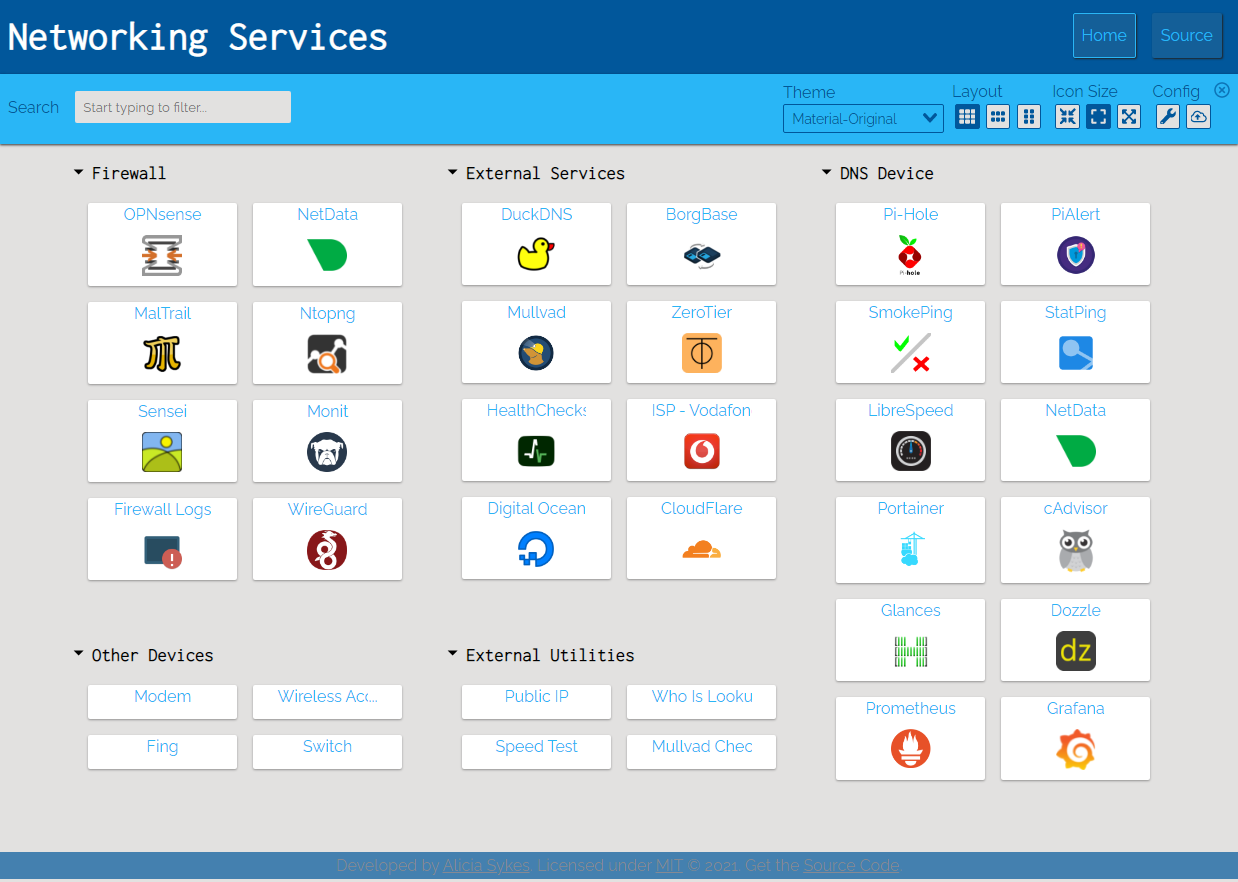 Networking Services
Home
Source
Search
Start typing to filter...
Theme
Material-Original
Layout
Icon Size
Config
Firewall
OPNsense
NetData
MalTrail
Ntopng
Sensei
Monit
Firewall Logs
WireGuard
External Services
DuckDNS
BorgBase
Mullvad
ZeroTier
HealthChecks
ISP - Vodafon
Digital Ocean
CloudFlare
DNS Device
Pi-Hole
Pi-hole
PiAlert
SmokePing
StatPing
LibreSpeed
NetData
Portainer
cAdvisor
Glances
Dozzle
dz
Prometheus
Grafana
Other Devices
Modem
Wireless Acc...
Fing
Switch
External Utilities
Public IP
Who Is Looku
Speed Test
Mullvad Chec
Developed by Alicia Sykes. Licensed under MIT © 2021. Get the Source Code.